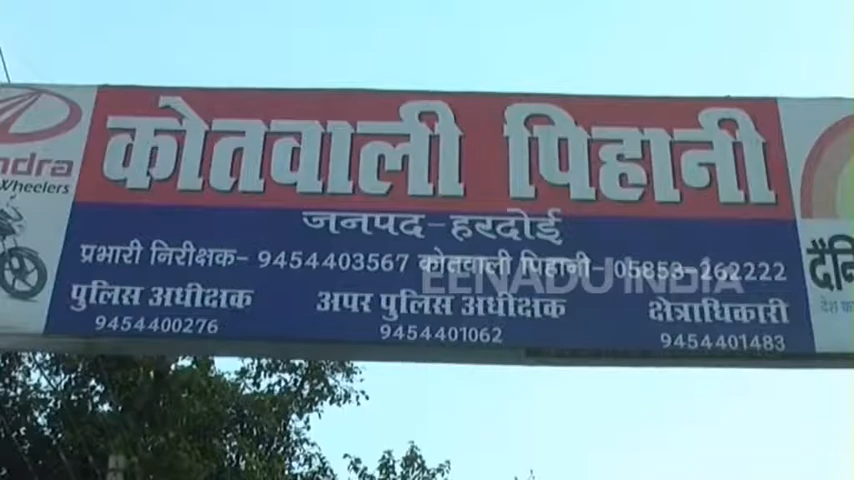 कोतवाली पिहानी
ndra
Wheelers
जनपद-हरदोई
प्रभारी निरीक्षक-9454403567 कोतवाली पिहानी-05853-262222
EENADU INDIA
पुलिस अधीक्षक अपर पुलिस अधीक्षक क्षेत्राधिकारी
9454400276 9454401062 9454401483
देश क